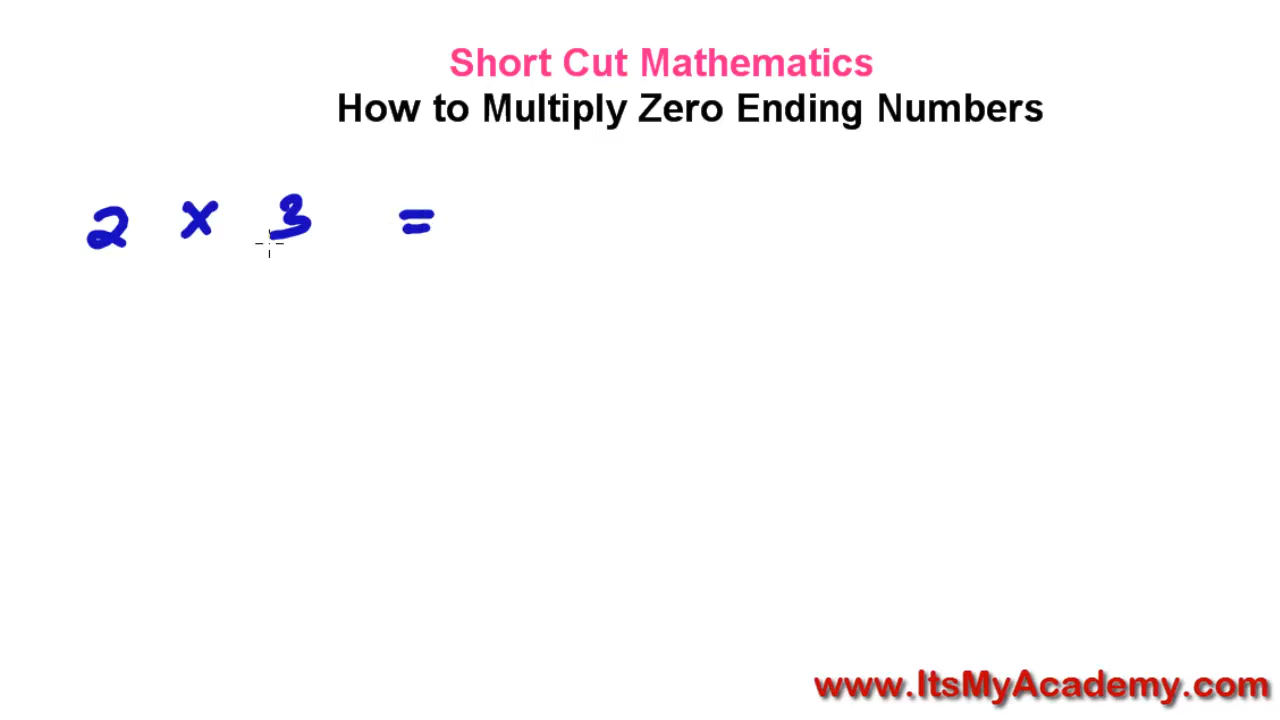 Short Cut Mathematics
How to Multiply Zero Ending Numbers
2 × 3 =
www.ItsMyAcademy.com